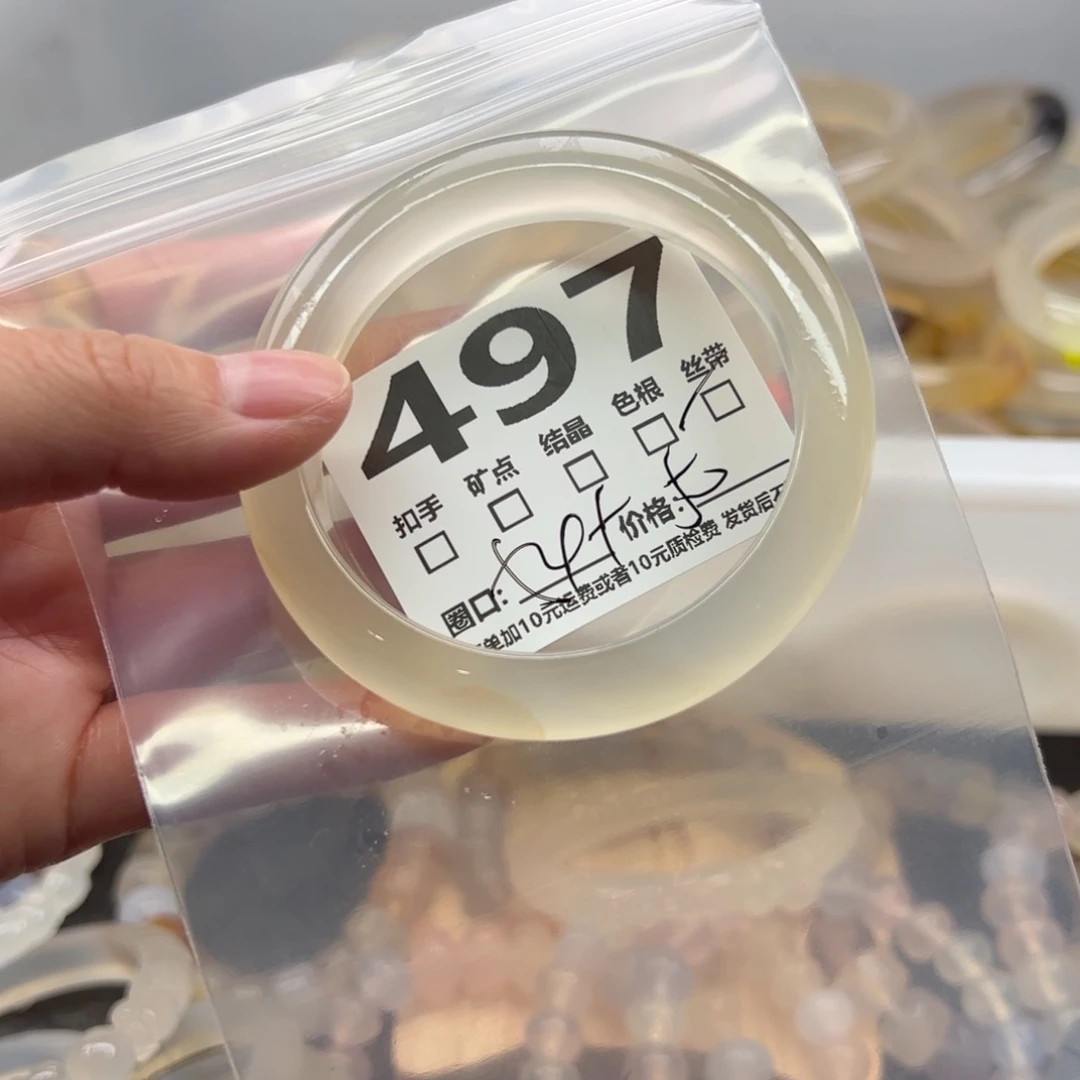 497
扣手 矿点 结晶 色根 丝带
圈口: 价格:
单加10元运费或者10元质检费 发货后不